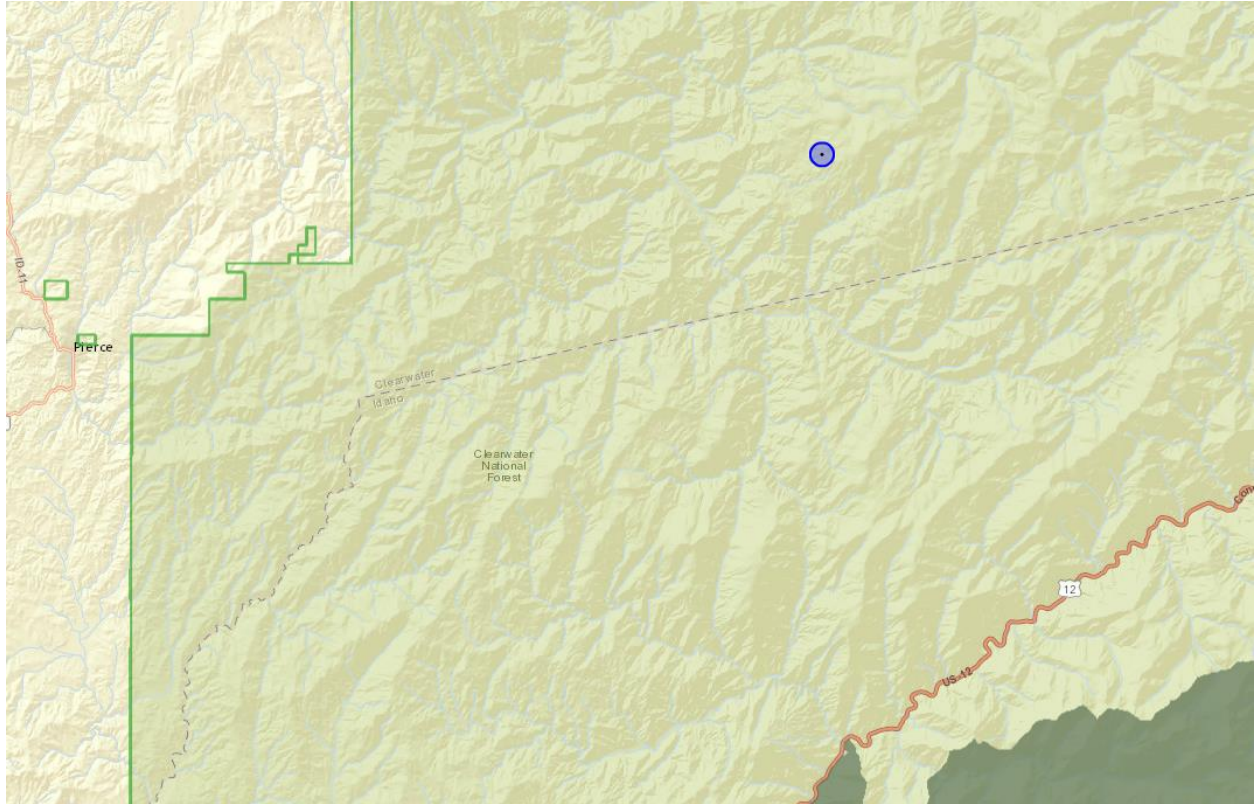 ID-11
Pierce
Clearwater
Idaho
Clearwater
National
Forest
12
US-12